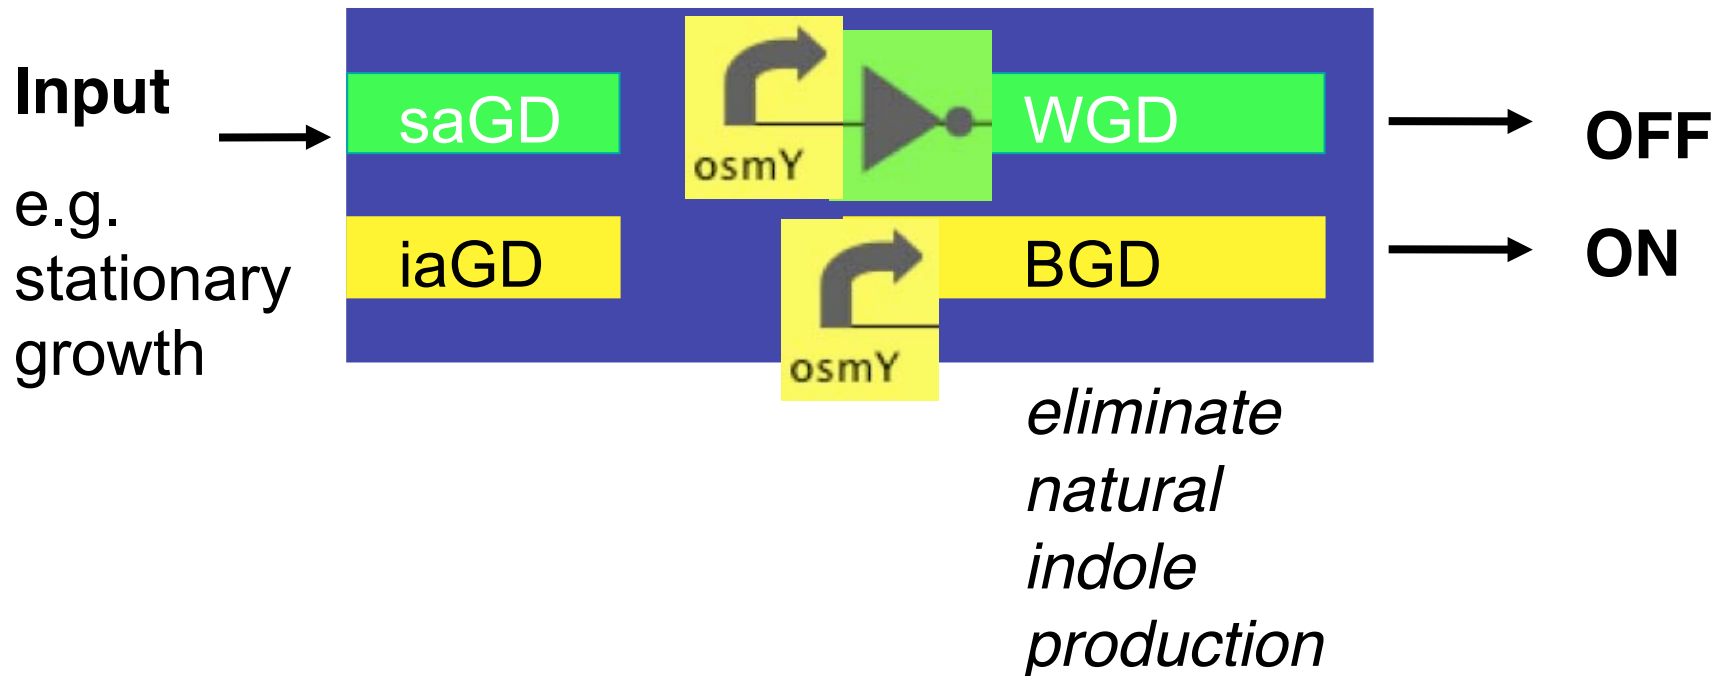 Input
e.g.
stationary
growth
saGD
osmY
WGD
OFF
iaGD
osmY
BGD
ON
eliminate
natural
indole
production